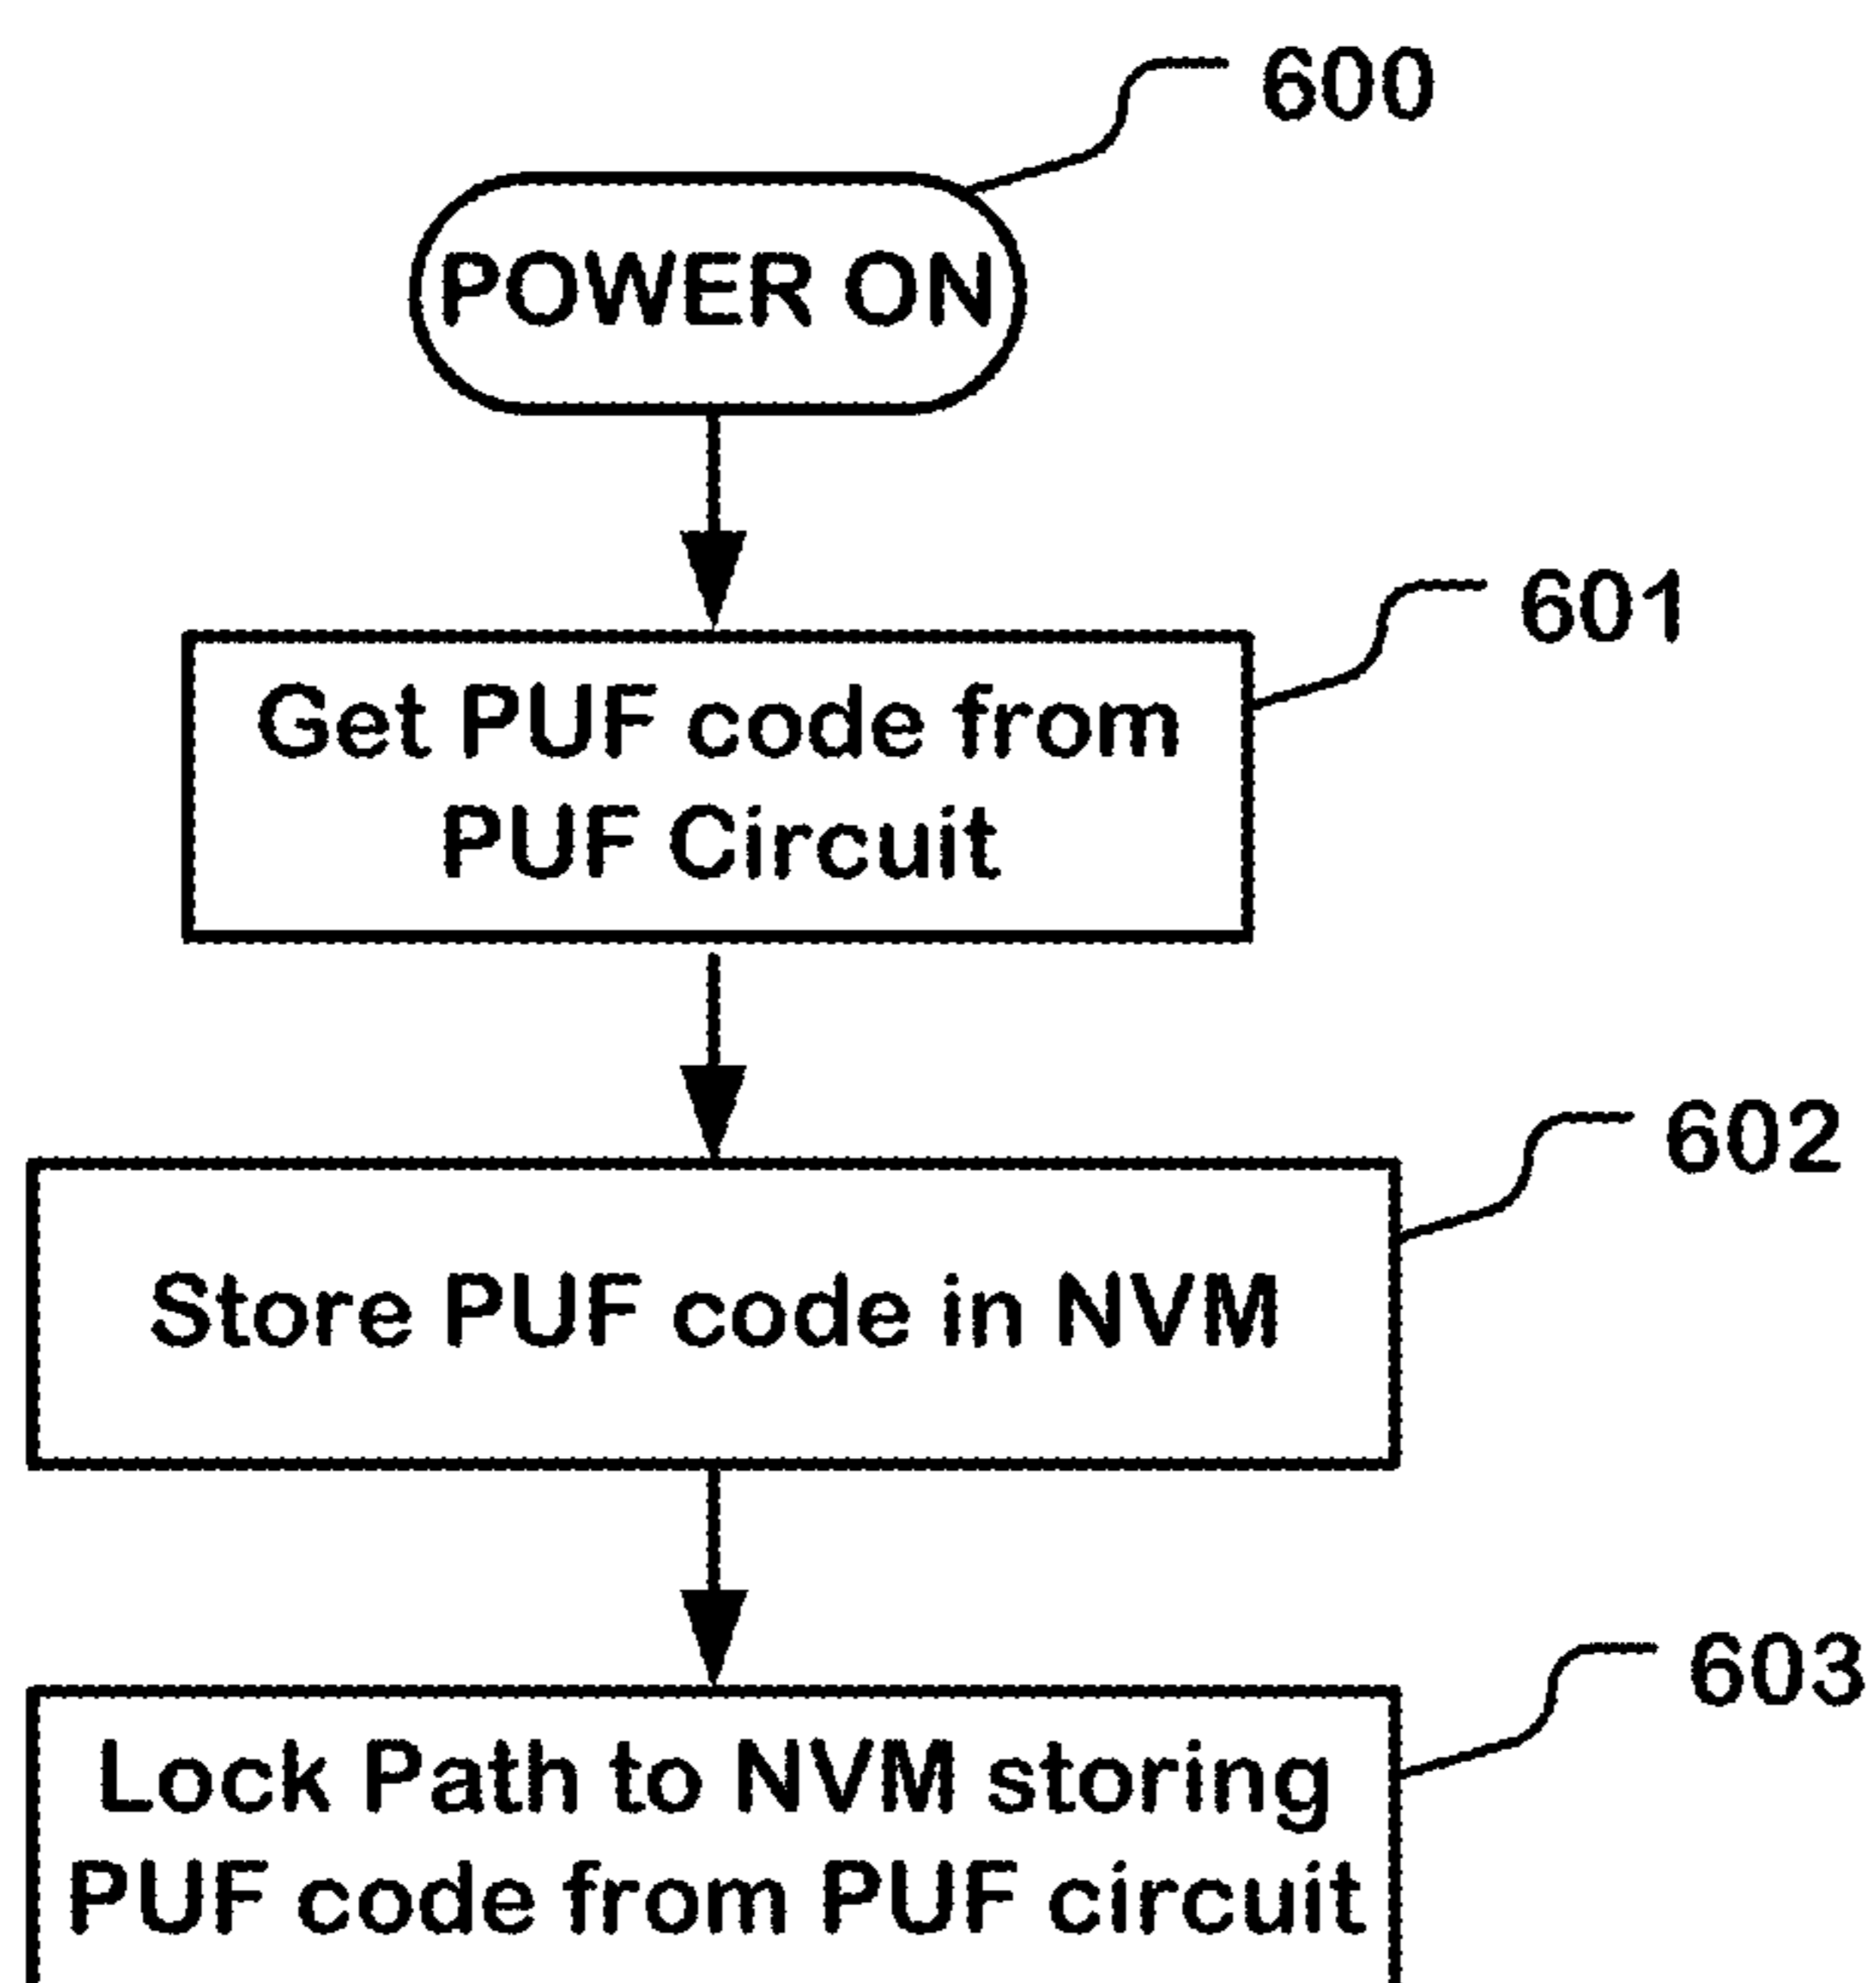 600
POWER ON
601
Get PUF code from
PUF Circuit
602
Store PUF code in NVM
603
Lock Path to NVM storing
PUF code from PUF circuit